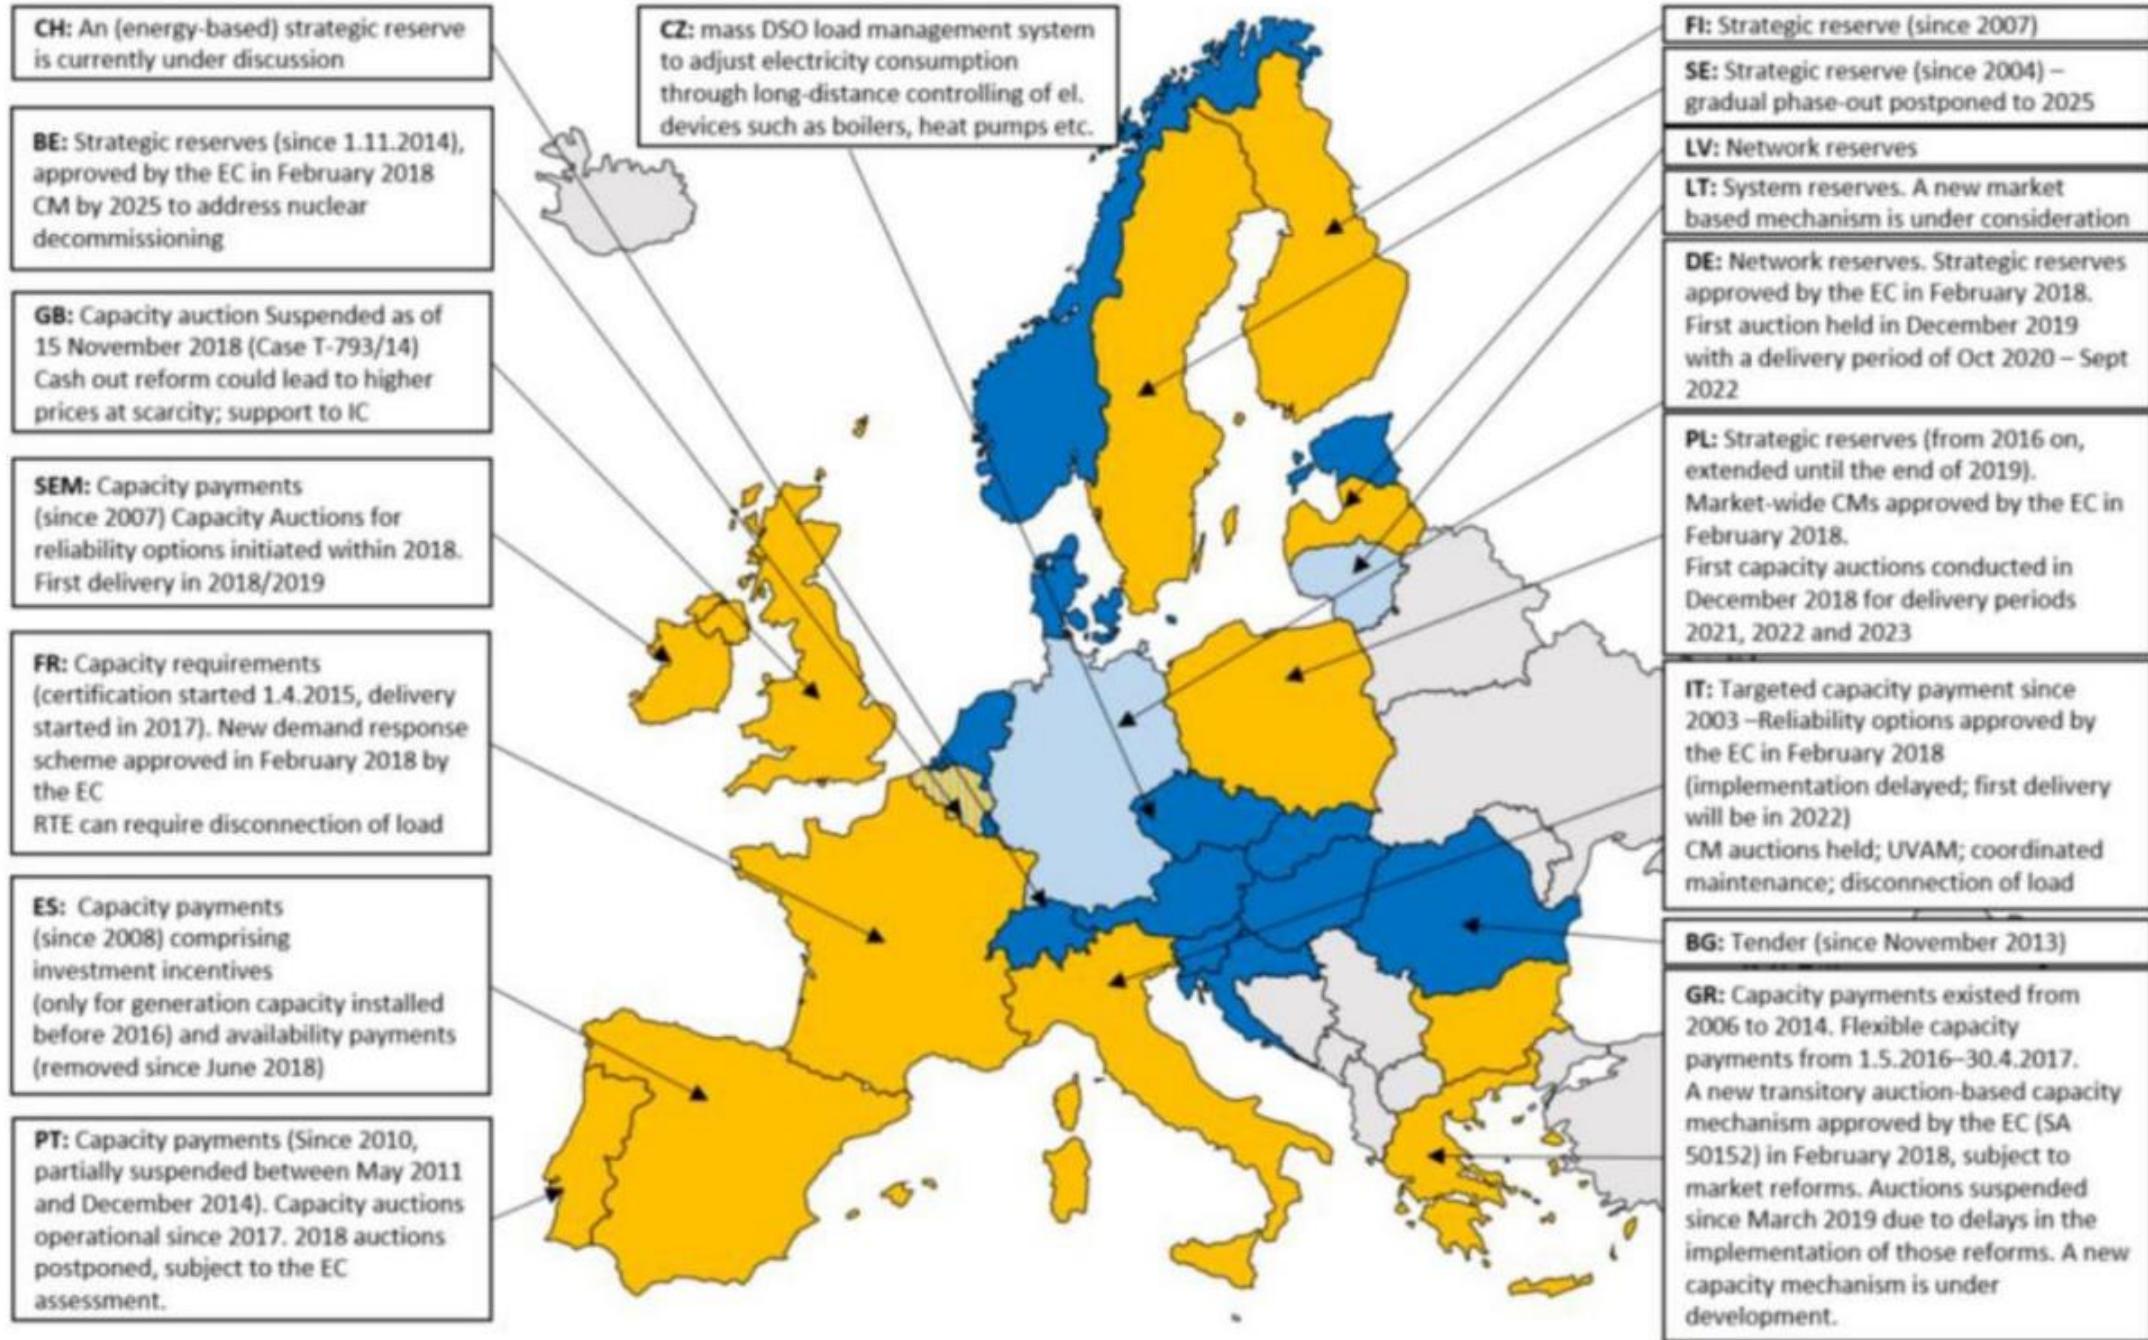 CH: An (energy-based) strategic reserve
is currently under discussion
BE: Strategic reserves (since 1.11.2014),
approved by the EC in February 2018
CM by 2025 to address nuclear
decommissioning
GB: Capacity auction Suspended as of
15 November 2018 (Case T-793/14)
Cash out reform could lead to higher
prices at scarcity; support to IC
SEM: Capacity payments
(since 2007) Capacity Auctions for
reliability options initiated within 2018.
First delivery in 2018/2019
FR: Capacity requirements
(certification started 1.4.2015, delivery
started in 2017). New demand response
scheme approved in February 2018 by
the EC
RTE can require disconnection of load
ES: Capacity payments
(since 2008) comprising
investment incentives
(only for generation capacity installed
before 2016) and availability payments
(removed since June 2018)
PT: Capacity payments (Since 2010,
partially suspended between May 2011
and December 2014). Capacity auctions
operational since 2017. 2018 auctions
postponed, subject to the EC
assessment.
CZ: mass DSO load management system
to adjust electricity consumption
through long-distance controlling of el.
devices such as boilers, heat pumps etc.
FI: Strategic reserve (since 2007)
SE: Strategic reserve (since 2004) –
gradual phase-out postponed to 2025
LV: Network reserves
LT: System reserves. A new market
based mechanism is under consideration
DE: Network reserves. Strategic reserves
approved by the EC in February 2018.
First auction held in December 2019
with a delivery period of Oct 2020 – Sept
2022
PL: Strategic reserves (from 2016 on,
extended until the end of 2019).
Market-wide CMs approved by the EC in
February 2018.
First capacity auctions conducted in
December 2018 for delivery periods
2021, 2022 and 2023
IT: Targeted capacity payment since
2003 –Reliability options approved by
the EC in February 2018
(implementation delayed; first delivery
will be in 2022)
CM auctions held; UVAM; coordinated
maintenance; disconnection of load
BG: Tender (since November 2013)
GR: Capacity payments existed from
2006 to 2014. Flexible capacity
payments from 1.5.2016–30.4.2017.
A new transitory auction-based capacity
mechanism approved by the EC (SA
50152) in February 2018, subject to
market reforms. Auctions suspended
since March 2019 due to delays in the
implementation of those reforms. A new
capacity mechanism is under
development.